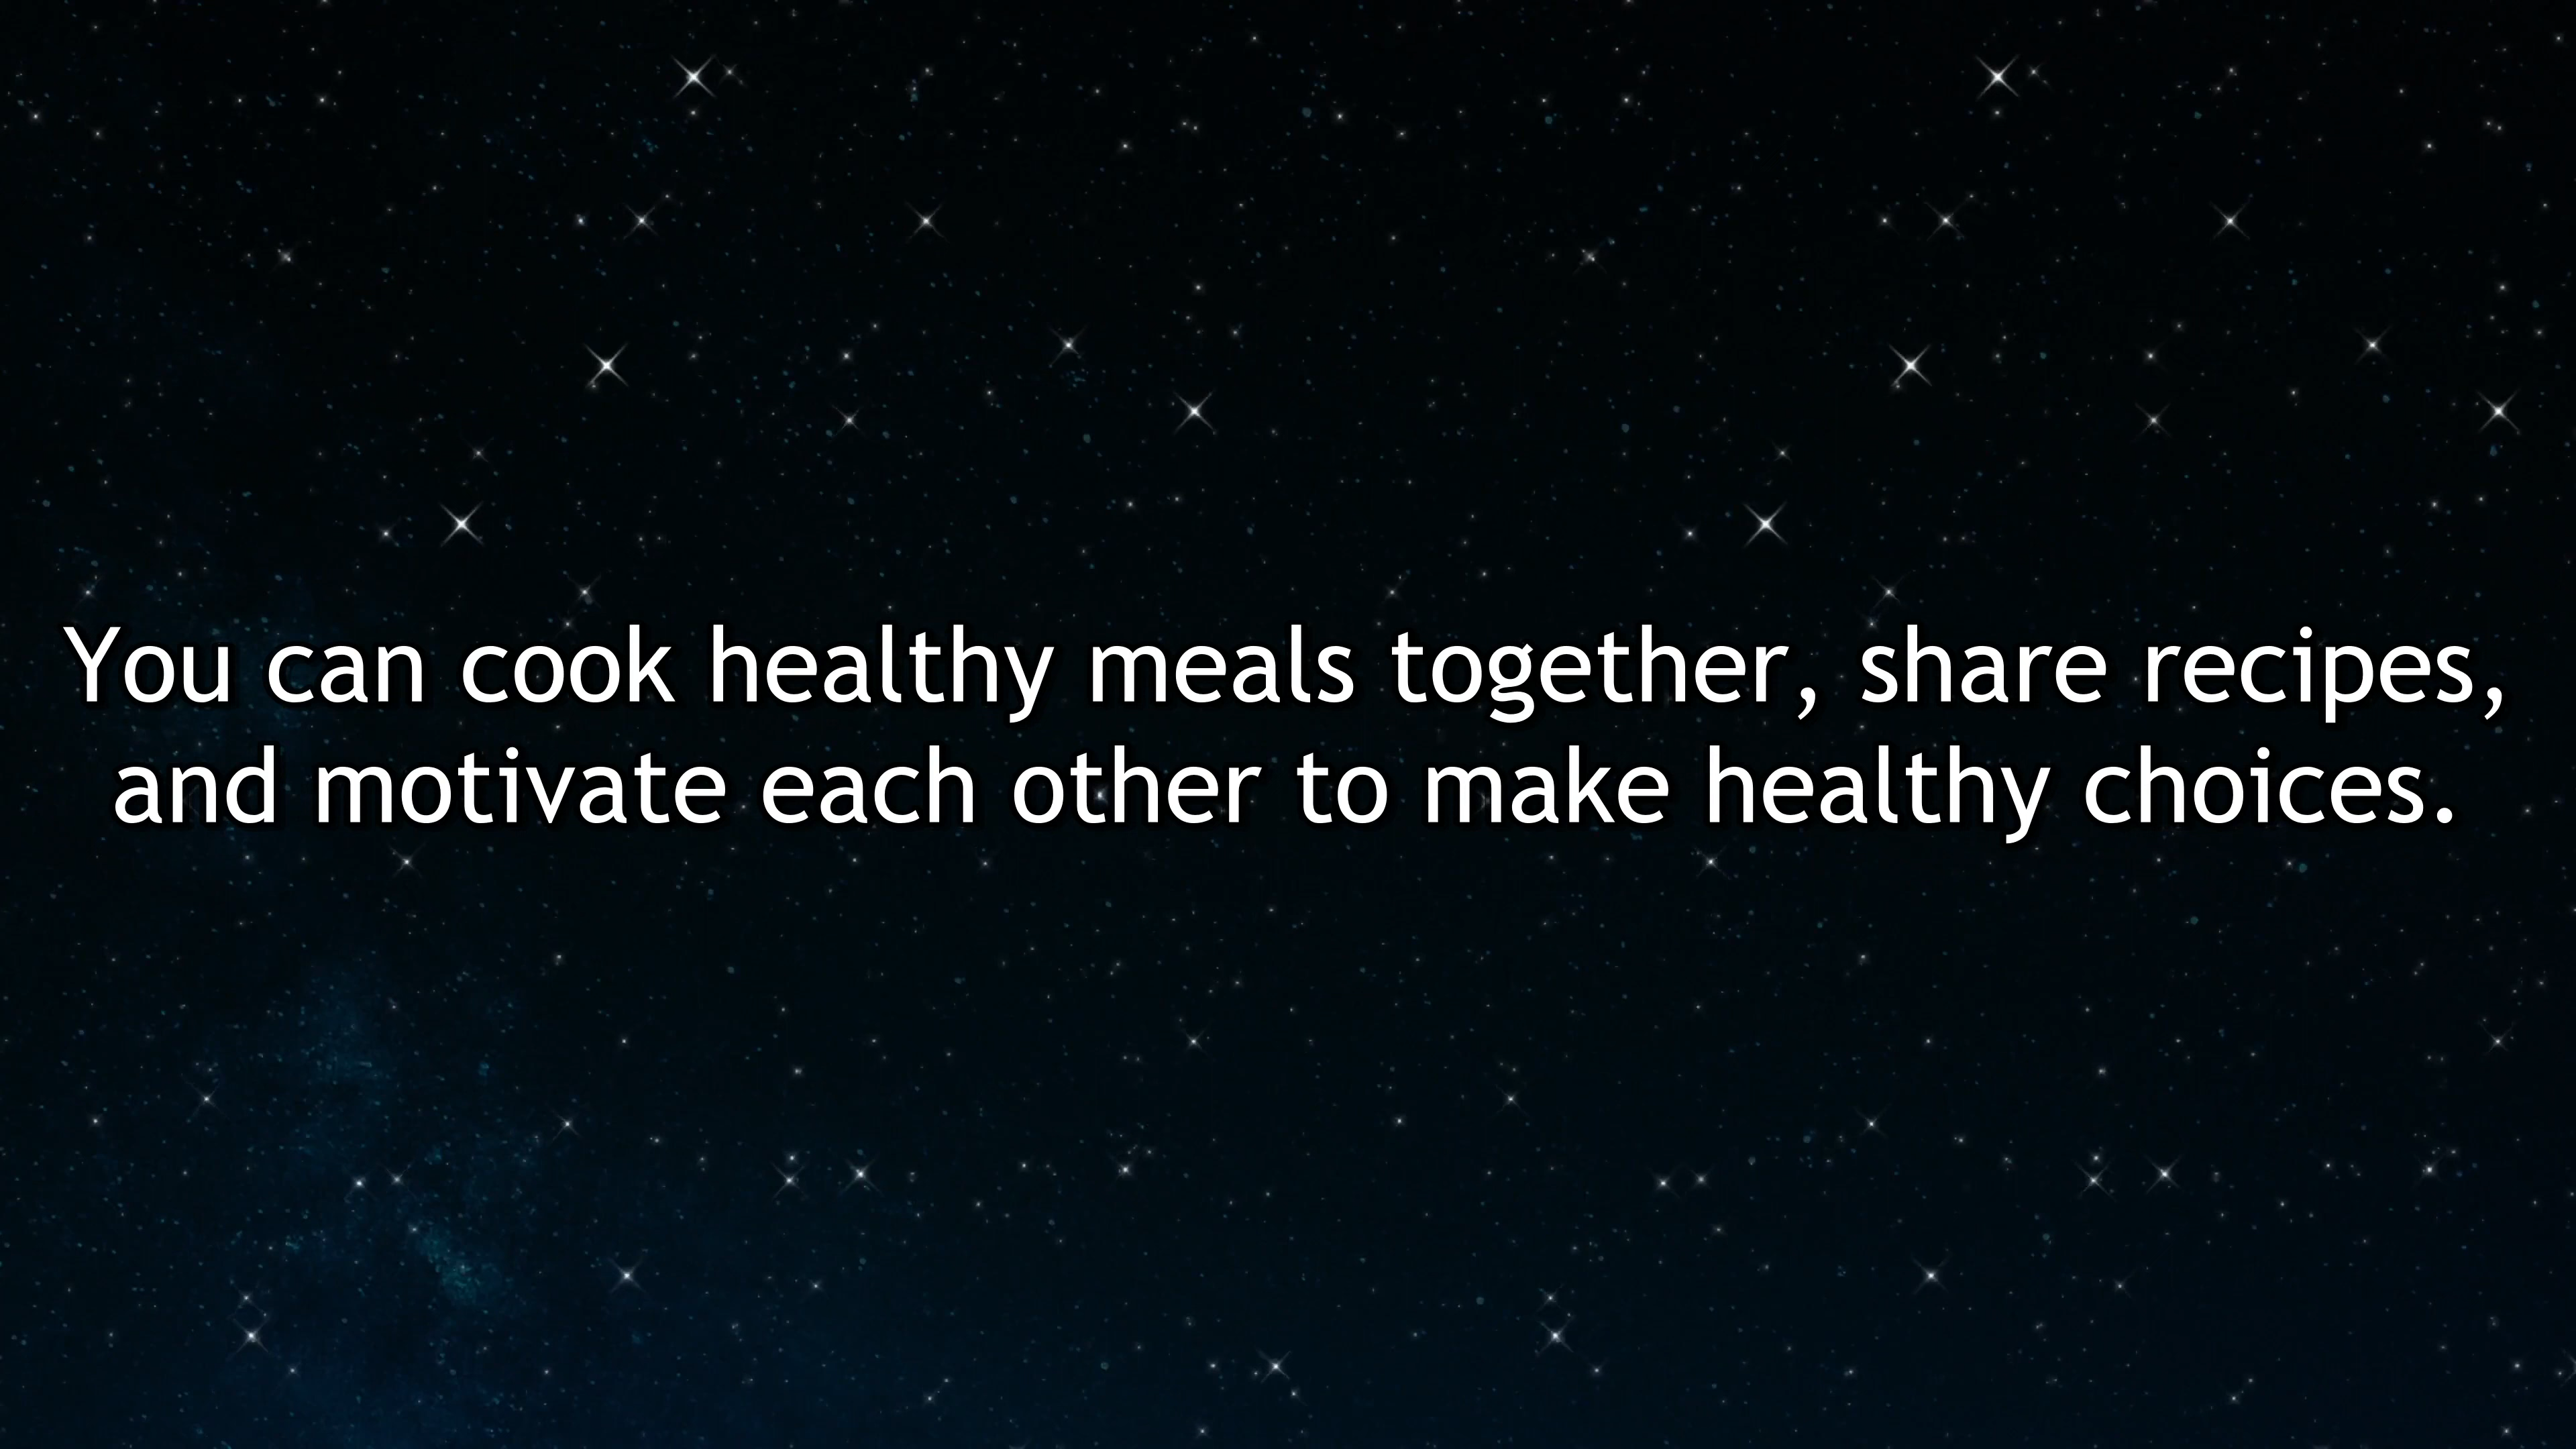 You can cook healthy meals together, share recipes,
and motivate each other to make healthy choices.